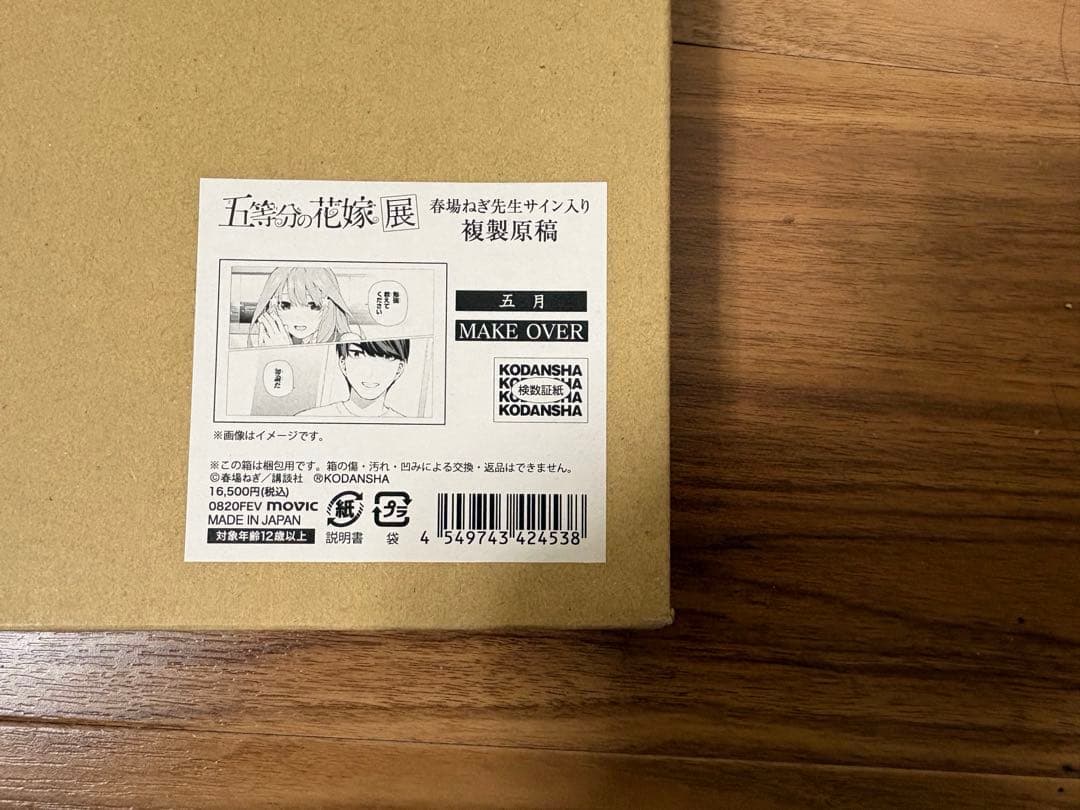 五等分の花嫁 展
春場ねぎ先生サイン入り
複製原稿
勉強
教えて
ください
五月
MAKE OVER
KODANSHA
KODANSHA
検数証紙
KODANSHA
KODANSHA
※画像はイメージです。
※この箱は梱包用です。箱の傷・汚れ・凹みによる交換・返品はできません。
©春場ねぎ/講談社 ®KODANSHA
16,500円(税込)
0820FEV movic
MADE IN JAPAN
対象年齢12歳以上
紙
説明書
プラ
袋
4 549743 424538